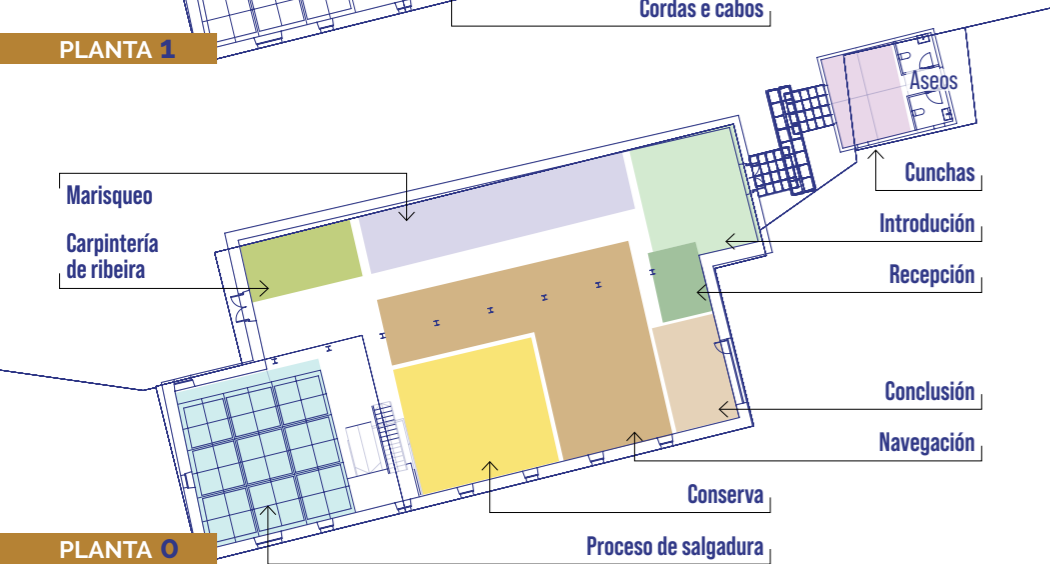 Cordas e cabos
PLANTA 1
Aseos
Cunchas
Marisqueo
Introdución
Carpintería
de ribeira
Recepción
Conclusión
Navegación
Conserva
Proceso de salgadura
PLANTA 0